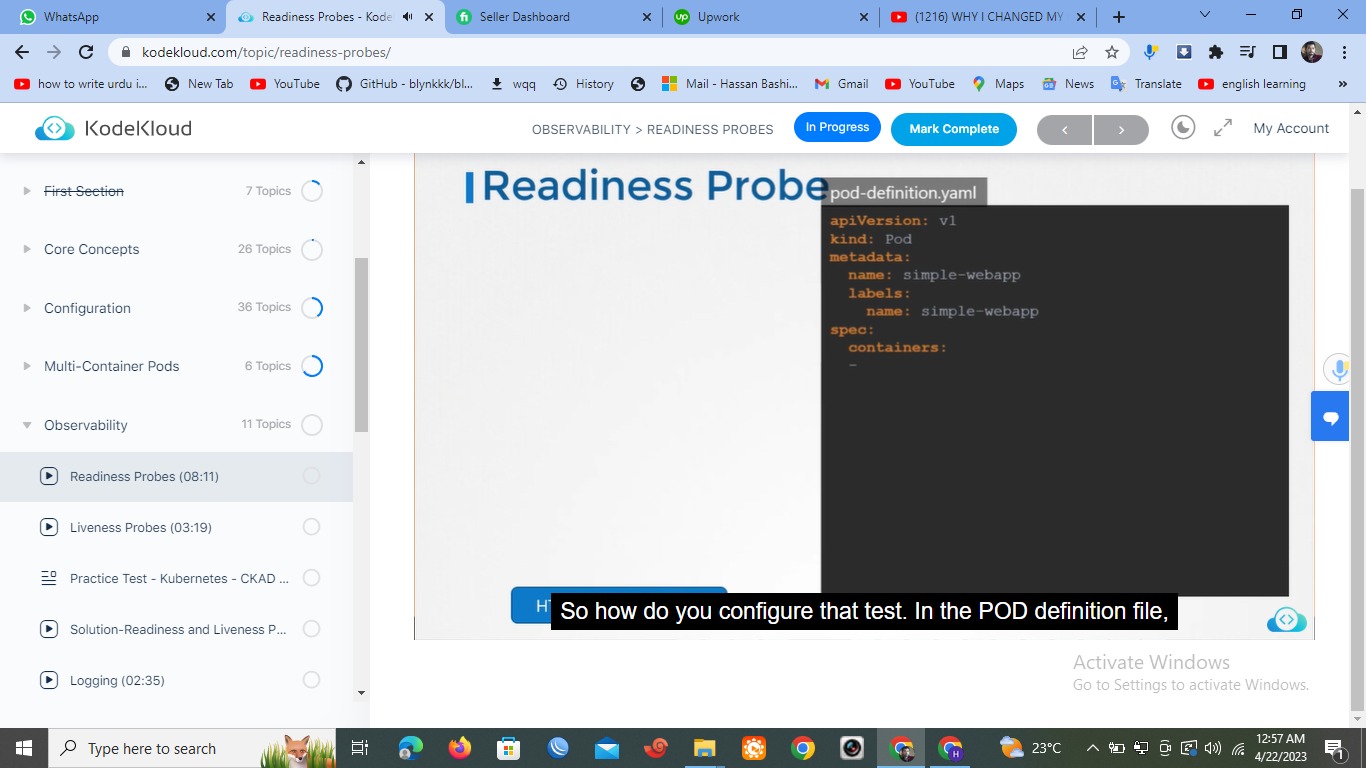 WhatsApp
Readiness Probes - Kode
Seller Dashboard
Upwork
(1216) WHY I CHANGED MY
kodekloud.com/topic/readiness-probes/
how to write urdu i...
New Tab
YouTube
GitHub - blynkkk/bl...
wqq
History
Mail - Hassan Bashi...
Gmail
YouTube
Maps
News
Translate
english learning
»
KodeKloud
OBSERVABILITY > READINESS PROBES
In Progress
Mark Complete
My Account
First Section
7 Topics
Core Concepts
26 Topics
Configuration
36 Topics
Multi-Container Pods
6 Topics
Observability
11 Topics
Readiness Probes (08:11)
Liveness Probes (03:19)
Practice Test - Kubernetes - CKAD ...
Solution-Readiness and Liveness P...
Logging (02:35)
Readiness Probe
pod-definition.yaml
apiVersion: v1
kind: Pod
metadata:
name: simple-webapp
labels:
name: simple-webapp
spec:
containers:
-
So how do you configure that test. In the POD definition file,
Activate Windows
Go to Settings to activate Windows.
Type here to search
23°C
12:57 AM
4/22/2023
1